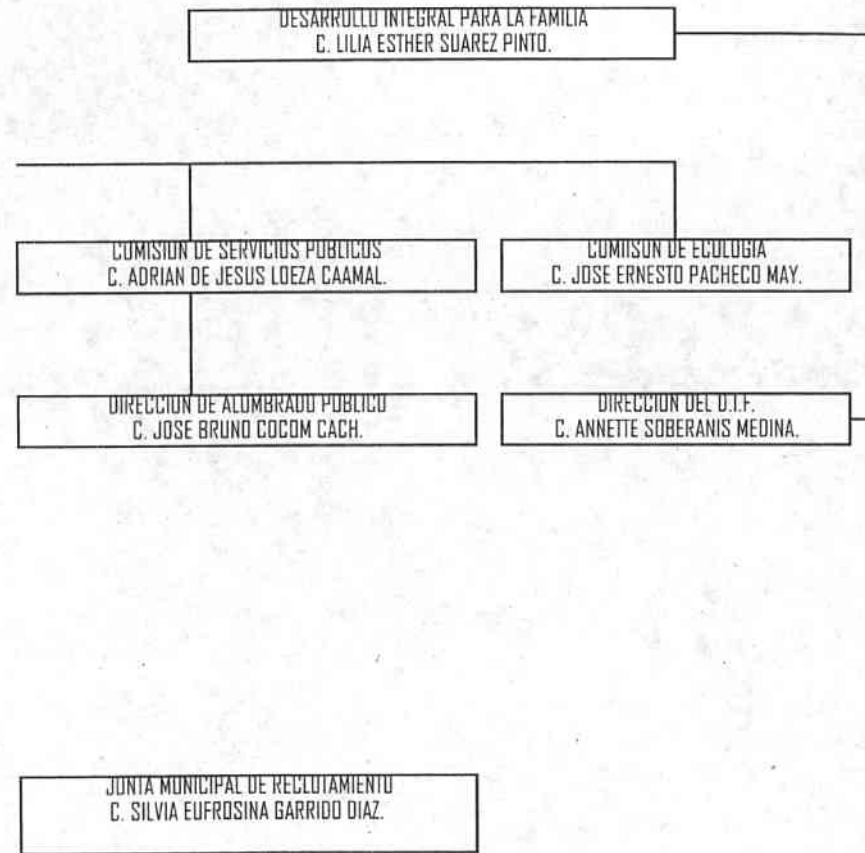 DESARROLLO INTEGRAL PARA LA FAMILIA
C. LILIA ESTHER SUAREZ PINTO.
COMISION DE SERVICIOS PUBLICOS
C. ADRIAN DE JESUS LOEZA CAAMAL.
COMIISON DE ECOLOGIA
C. JOSE ERNESTO PACHECO MAY.
DIRECCION DE ALUMBRADO PUBLICO
C. JOSE BRUNO COCOM CACH.
DIRECCION DEL D.I.F.
C. ANNETTE SOBERANIS MEDINA.
JUNTA MUNICIPAL DE RECLUTAMIENTO
C. SILVIA EUFROSINA GARRIDO DIAZ.